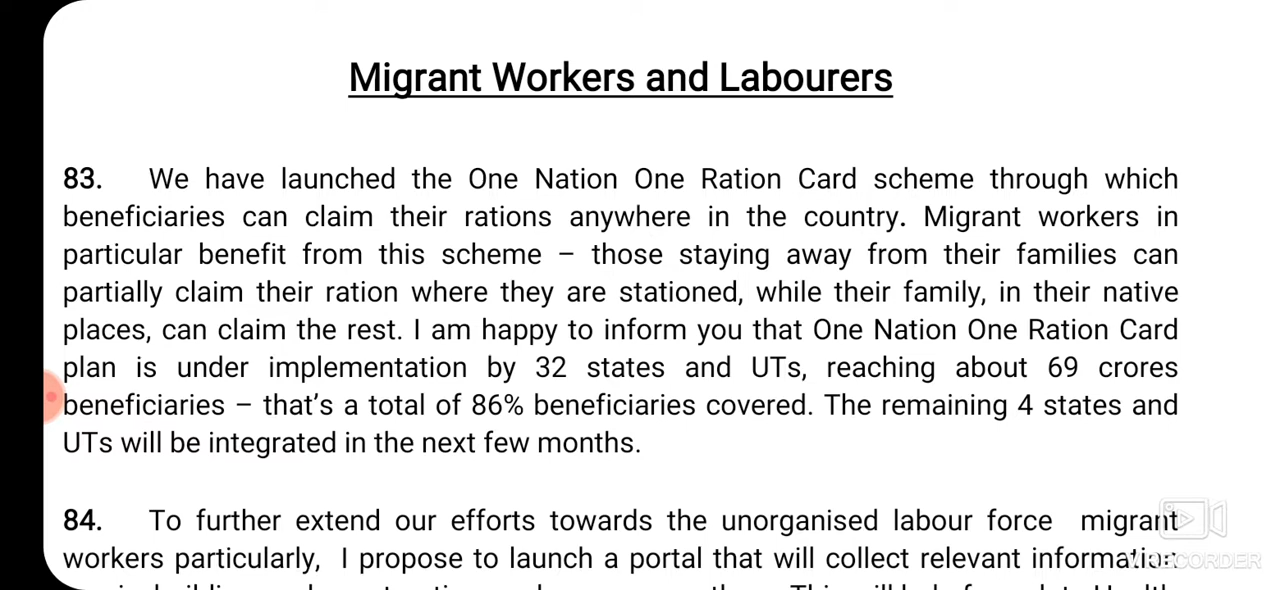 Migrant Workers and Labourers
83. We have launched the One Nation One Ration Card scheme through which
beneficiaries can claim their rations anywhere in the country. Migrant workers in
particular benefit from this scheme – those staying away from their families can
partially claim their ration where they are stationed, while their family, in their native
places, can claim the rest. I am happy to inform you that One Nation One Ration Card
plan is under implementation by 32 states and UTs, reaching about 69 crores
beneficiaries – that's a total of 86% beneficiaries covered. The remaining 4 states and
UTs will be integrated in the next few months.
84. To further extend our efforts towards the unorganised labour force migrant
workers particularly, I propose to launch a portal that will collect relevant information
RECORDER